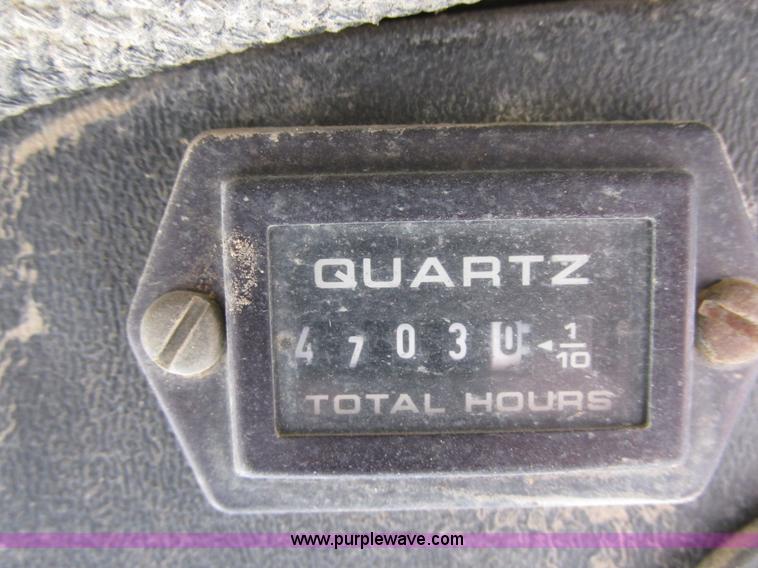 QUARTZ
4 7 0 3 0 ◄ 1/10
TOTAL HOURS
www.purplewave.com